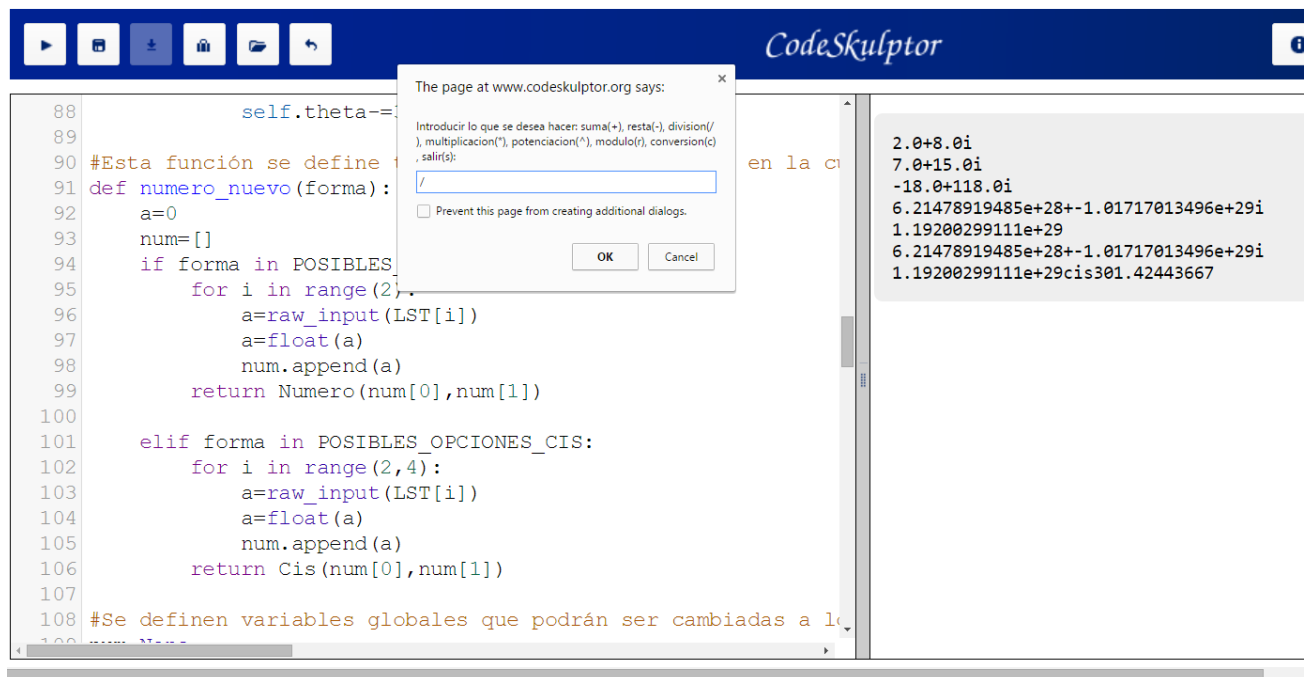 CodeSkulptor
The page at www.codeskulptor.org says:
Introducir lo que se desea hacer: suma(+), resta(-), division(/
), multiplicacion(*), potenciacion(^), modulo(r), conversion(c)
, salir(s):
/
Prevent this page from creating additional dialogs.
OK Cancel
88 self.theta-=
89
90 #Esta función se define en la
91 def numero_nuevo(forma):
92 a=0
93 num=[]
94 if forma in POSIBLES_
95 for i in range(2):
96 a=raw_input(LST[i])
97 a=float(a)
98 num.append(a)
99 return Numero(num[0],num[1])
100
101 elif forma in POSIBLES_OPCIONES_CIS:
102 for i in range(2,4):
103 a=raw_input(LST[i])
104 a=float(a)
105 num.append(a)
106 return Cis(num[0],num[1])
107
108 #Se definen variables globales que podrán ser cambiadas a
2.0+8.0i
7.0+15.0i
-18.0+118.0i
6.21478919485e+28+-1.01717013496e+29i
1.19200299111e+29
6.21478919485e+28+-1.01717013496e+29i
1.19200299111e+29cis301.42443667